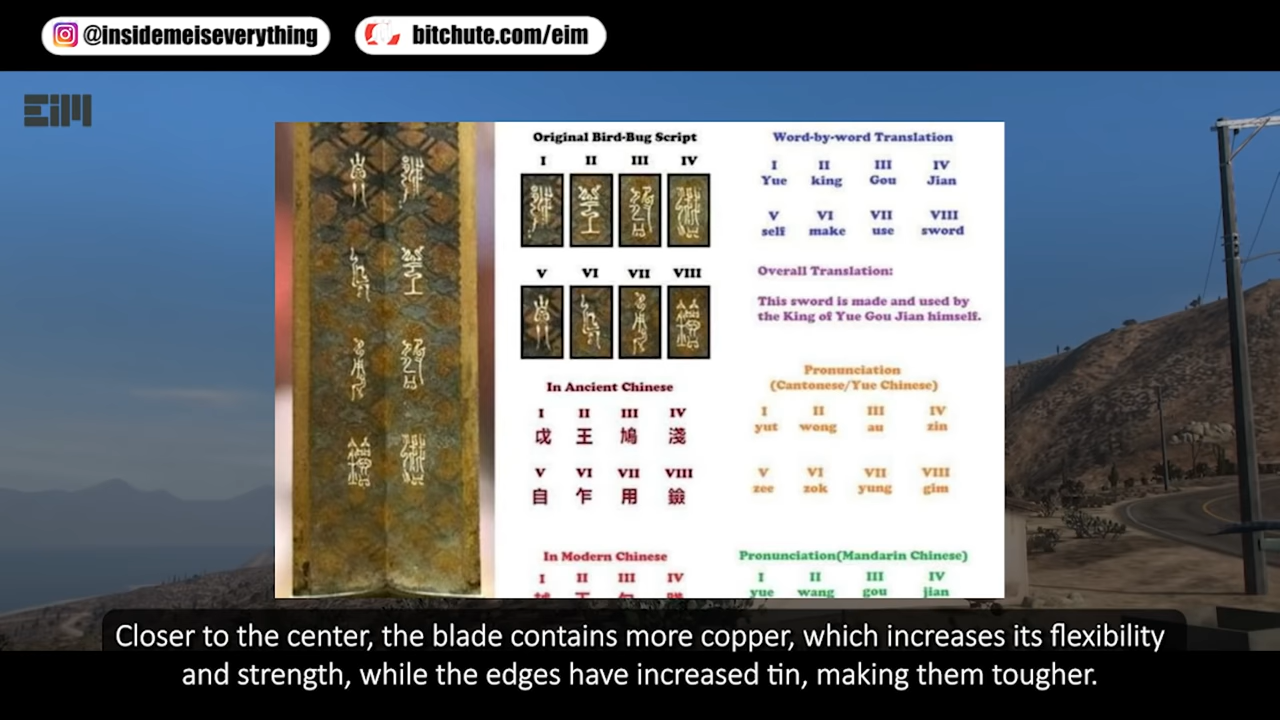 @insidemeiseverything
bitchute.com/eim
EIM
Original Bird-Bug Script
I II III IV
V VI VII VIII
In Ancient Chinese
I II III IV
戉 王 鳩 淺
V VI VII VIII
自 乍 用 鐱
In Modern Chinese
I II III IV
Word-by-word Translation
I II III IV
Yue king Gou Jian
V VI VII VIII
self make use sword
Overall Translation:
This sword is made and used by
the King of Yue Gou Jian himself.
Pronunciation
(Cantonese/Yue Chinese)
I II III IV
yut wong au zin
V VI VII VIII
zee zok yung gim
Pronunciation(Mandarin Chinese)
I II III IV
yue wang gou jian
Closer to the center, the blade contains more copper, which increases its flexibility
and strength, while the edges have increased tin, making them tougher.